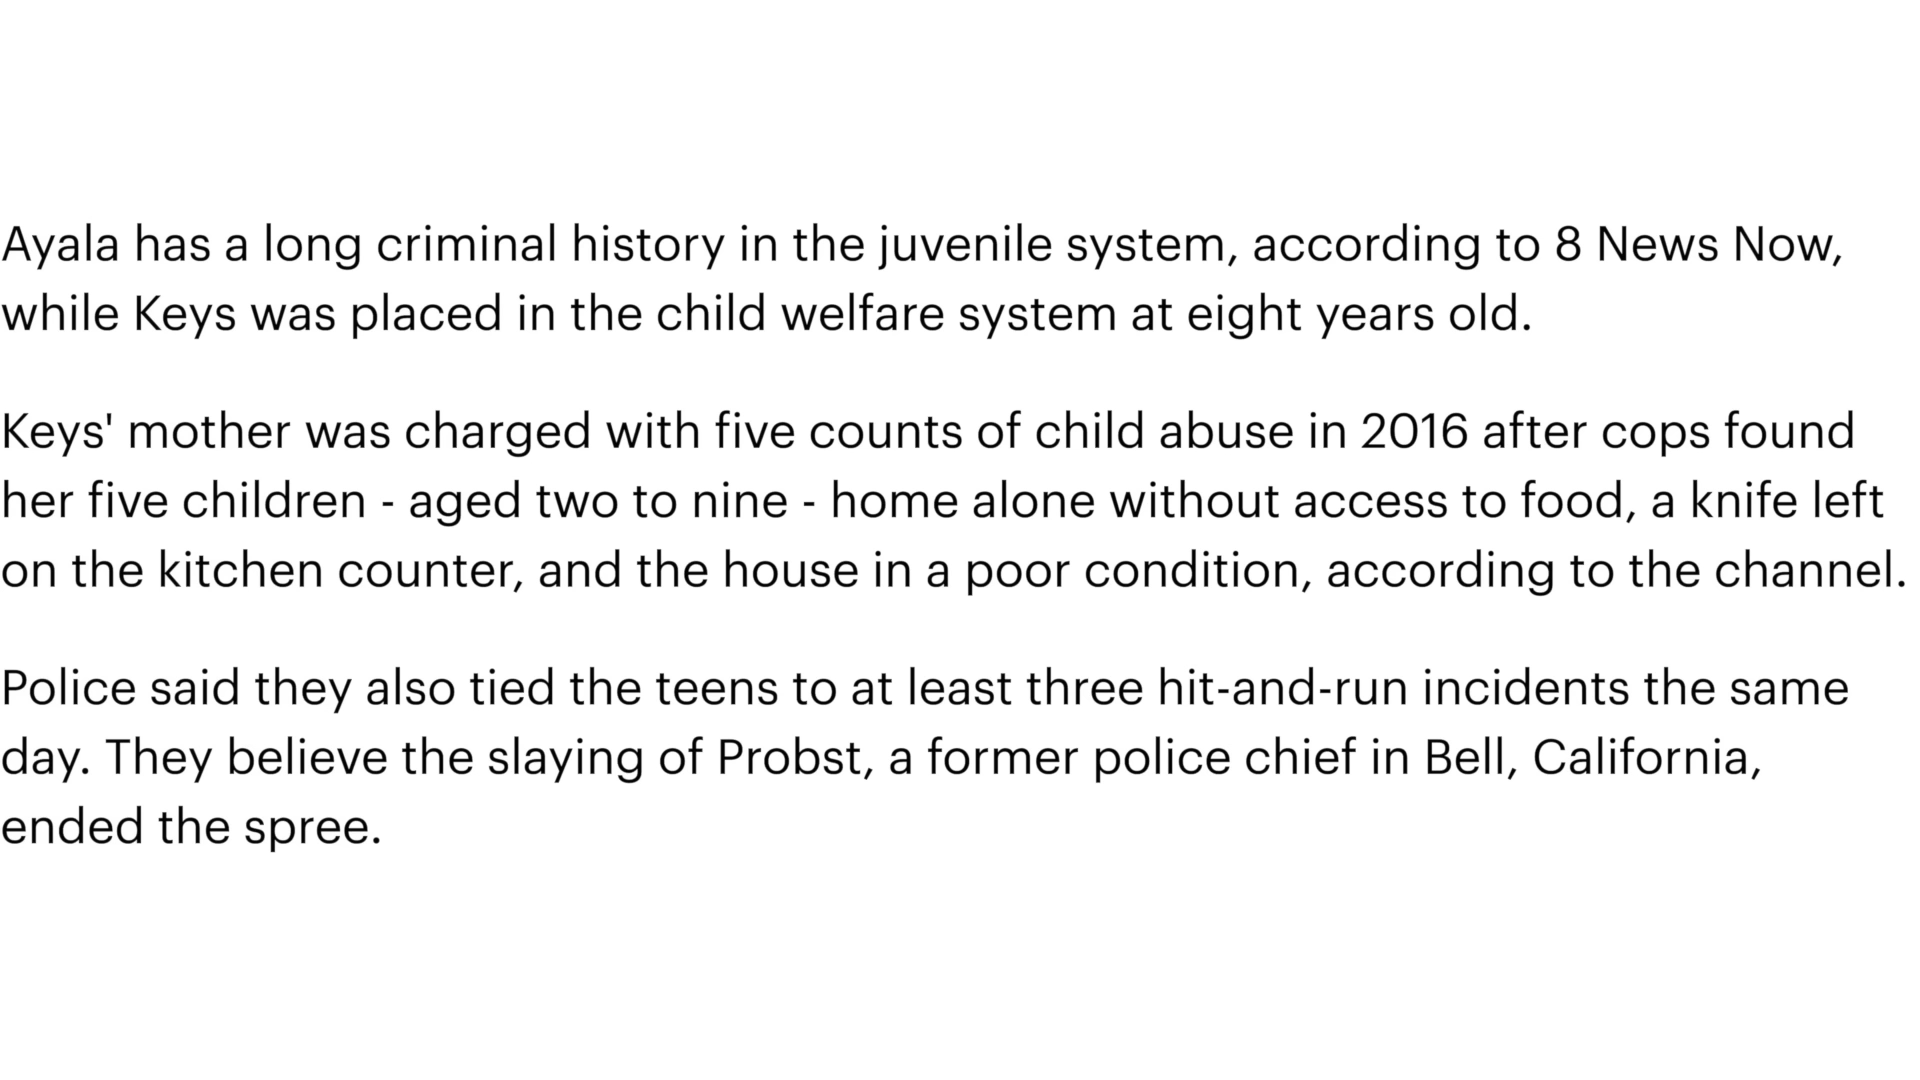 Ayala has a long criminal history in the juvenile system, according to 8 News Now,
while Keys was placed in the child welfare system at eight years old.
Keys' mother was charged with five counts of child abuse in 2016 after cops found
her five children - aged two to nine - home alone without access to food, a knife left
on the kitchen counter, and the house in a poor condition, according to the channel.
Police said they also tied the teens to at least three hit-and-run incidents the same
day. They believe the slaying of Probst, a former police chief in Bell, California,
ended the spree.